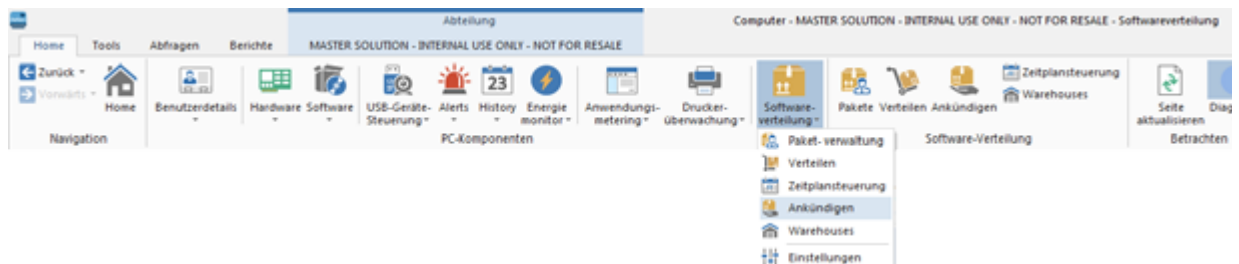 Abteilung
Computer - MASTER SOLUTION - INTERNAL USE ONLY - NOT FOR RESALE - Softwareverteilung
Home Tools Abfragen Berichte MASTER SOLUTION - INTERNAL USE ONLY - NOT FOR RESALE
Zurück
Vorwärts
Home
Navigation
Benutzerdetails
Hardware
Software
USB-Geräte-
Steuerung
Alerts
23
History
Energie
monitor
Anwendungs-
metering
Drucker-
überwachung
Software-
verteilung
PC-Komponenten
Pakete
Verteilen
Ankündigen
Zeitplansteuerung
Warehouses
Software-Verteilung
Seite
aktualisieren
Diag
Betrachten
Paket- verwaltung
Verteilen
Zeitplansteuerung
Ankündigen
Warehouses
Einstellungen